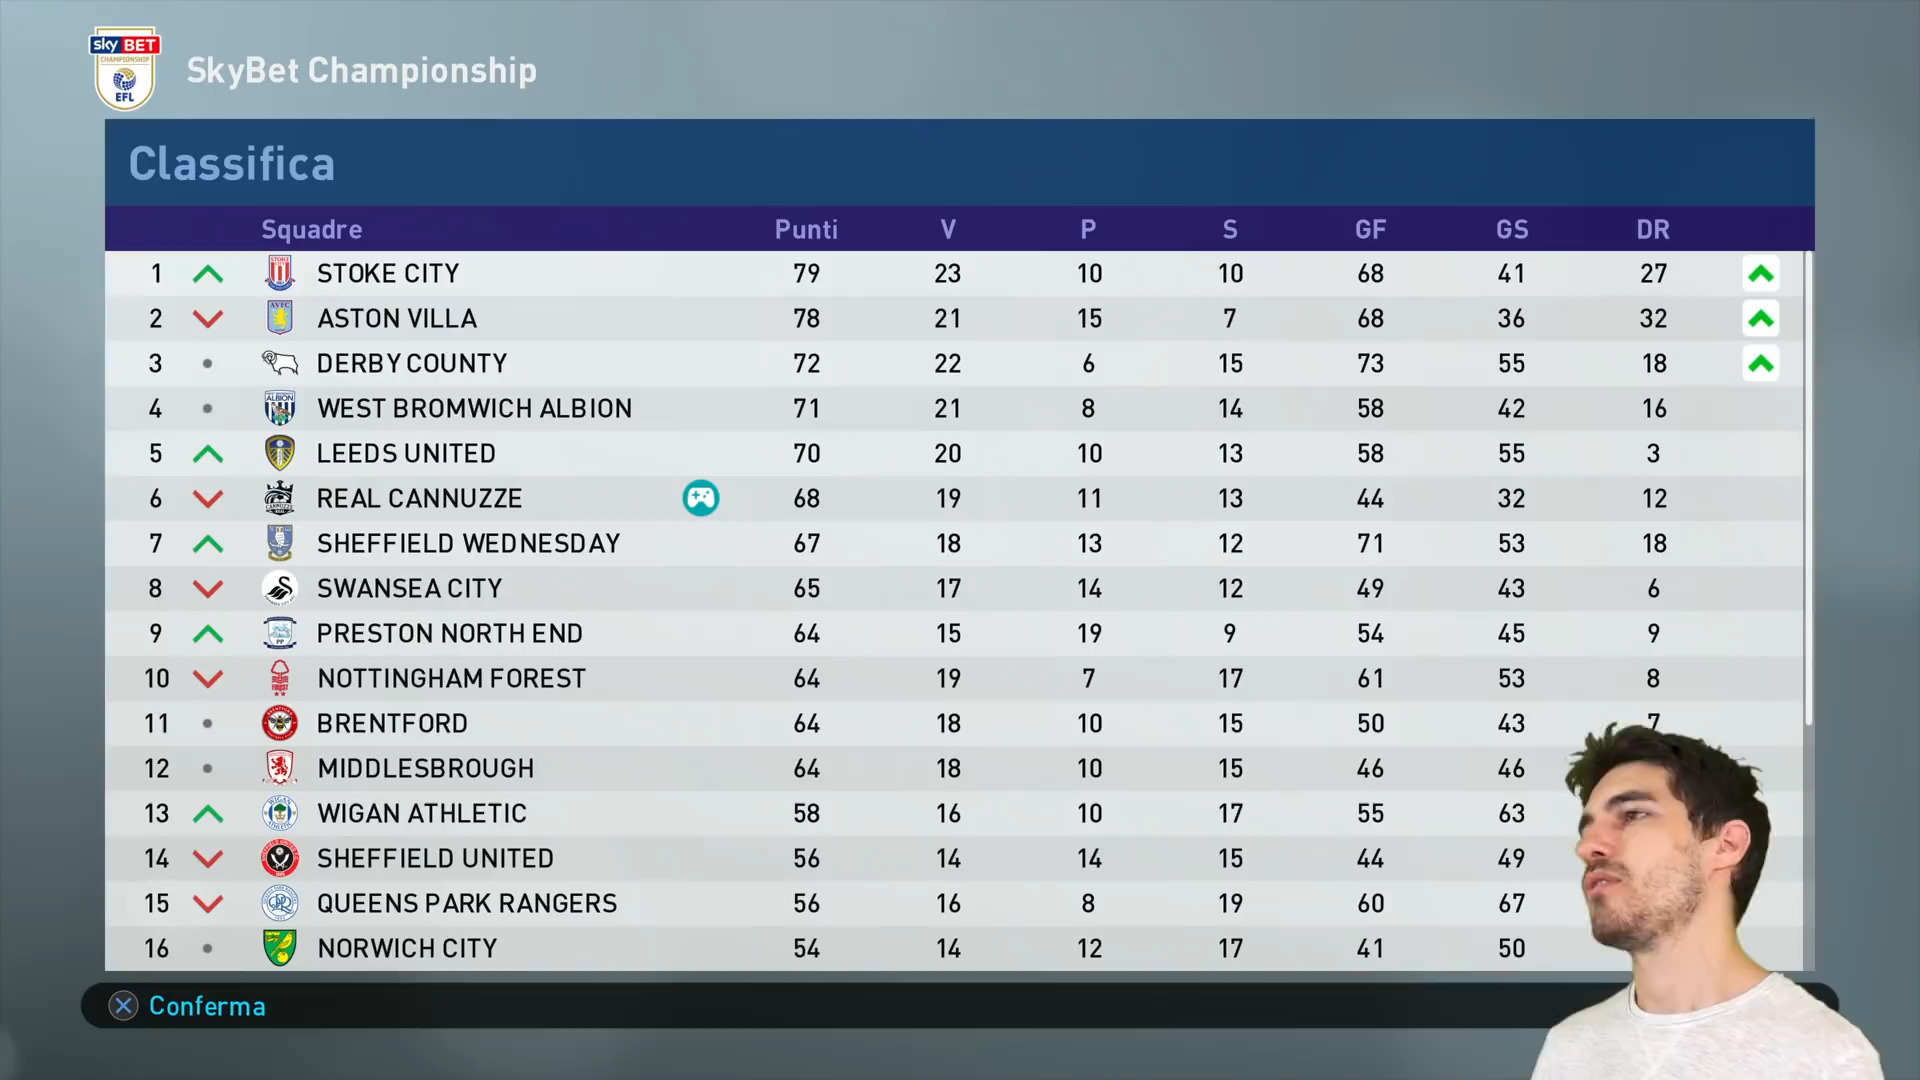 sky BET
CHAMPIONSHIP
EFL
SkyBet Championship
Classifica
Squadre Punti V P S GF GS DR
1 STOKE CITY 79 23 10 10 68 41 27
2 ASTON VILLA 78 21 15 7 68 36 32
3 DERBY COUNTY 72 22 6 15 73 55 18
4 WEST BROMWICH ALBION 71 21 8 14 58 42 16
5 LEEDS UNITED 70 20 10 13 58 55 3
6 REAL CANNUZZE 68 19 11 13 44 32 12
7 SHEFFIELD WEDNESDAY 67 18 13 12 71 53 18
8 SWANSEA CITY 65 17 14 12 49 43 6
9 PRESTON NORTH END 64 15 19 9 54 45 9
10 NOTTINGHAM FOREST 64 19 7 17 61 53 8
11 BRENTFORD 64 18 10 15 50 43 7
12 MIDDLESBROUGH 64 18 10 15 46 46
13 WIGAN ATHLETIC 58 16 10 17 55 63
14 SHEFFIELD UNITED 56 14 14 15 44 49
15 QUEENS PARK RANGERS 56 16 8 19 60 67
16 NORWICH CITY 54 14 12 17 41 50
Conferma